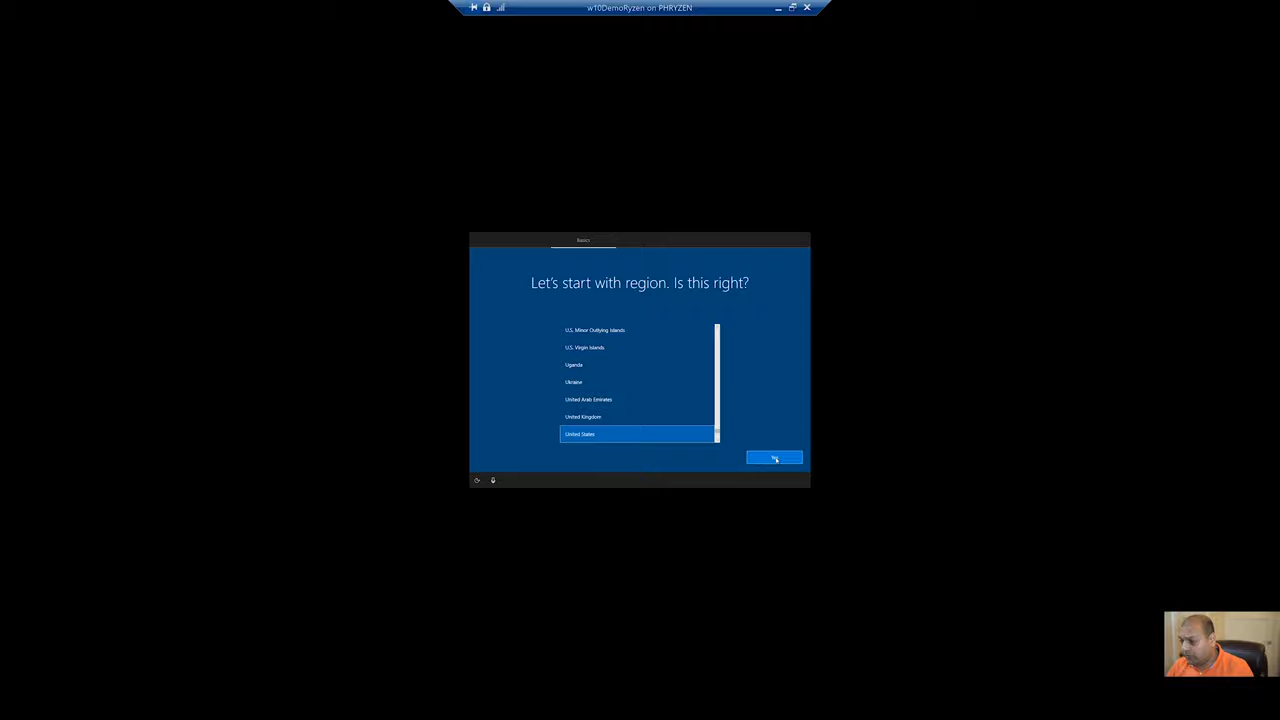 w10DemoRyzen on PHRYZEN
Basics
Let's start with region. Is this right?
U.S. Minor Outlying Islands
U.S. Virgin Islands
Uganda
Ukraine
United Arab Emirates
United Kingdom
United States
Yes